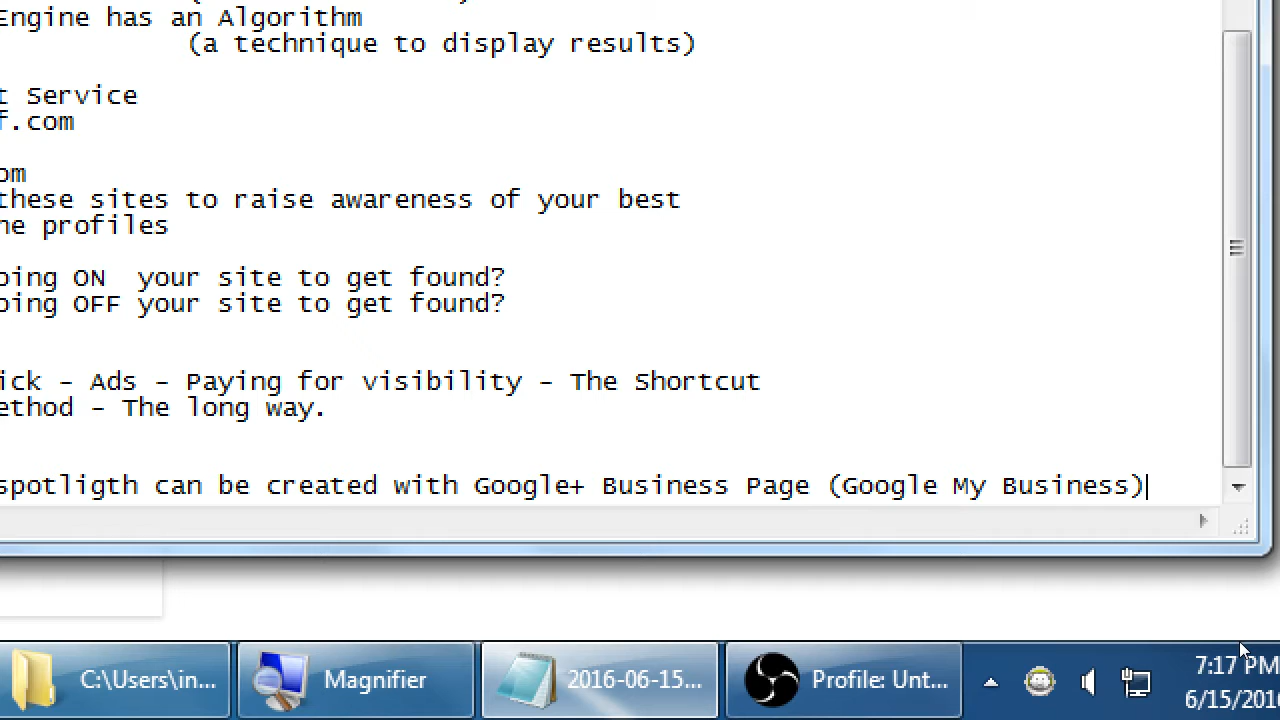 Engine has an Algorithm
(a technique to display results)
t Service
f.com
om
these sites to raise awareness of your best
ne profiles
oing ON  your site to get found?
oing OFF your site to get found?
ick - Ads - Paying for visibility - The Shortcut
ethod - The long way.
spotligth can be created with Google+ Business Page (Google My Business)
C:\Users\in...
Magnifier
2016-06-15...
Profile: Unt...
7:17 PM
6/15/201